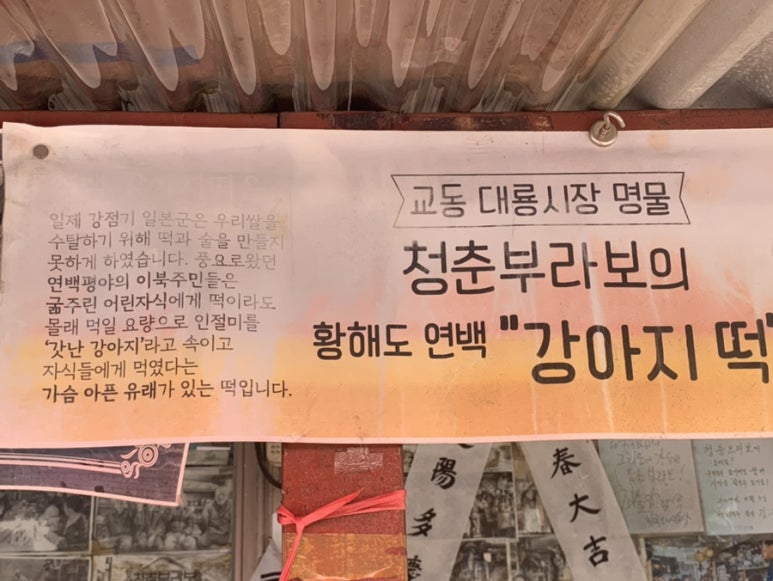 일제 강점기 일본군은 우리쌀을
수탈하기 위해 떡과 술을 만들지
못하게 하였습니다. 풍요로왔던
연백평야의 이북주민들은
굶주린 어린자식에게 떡이라도
몰래 먹일 요량으로 인절미를
'갓난 강아지'라고 속이고
자식들에게 먹였다는
가슴 아픈 유래가 있는 떡입니다.
교동 대룡시장 명물
청춘부라보의
황해도 연백 "강아지 떡"
陽多
春大吉
청춘부라보